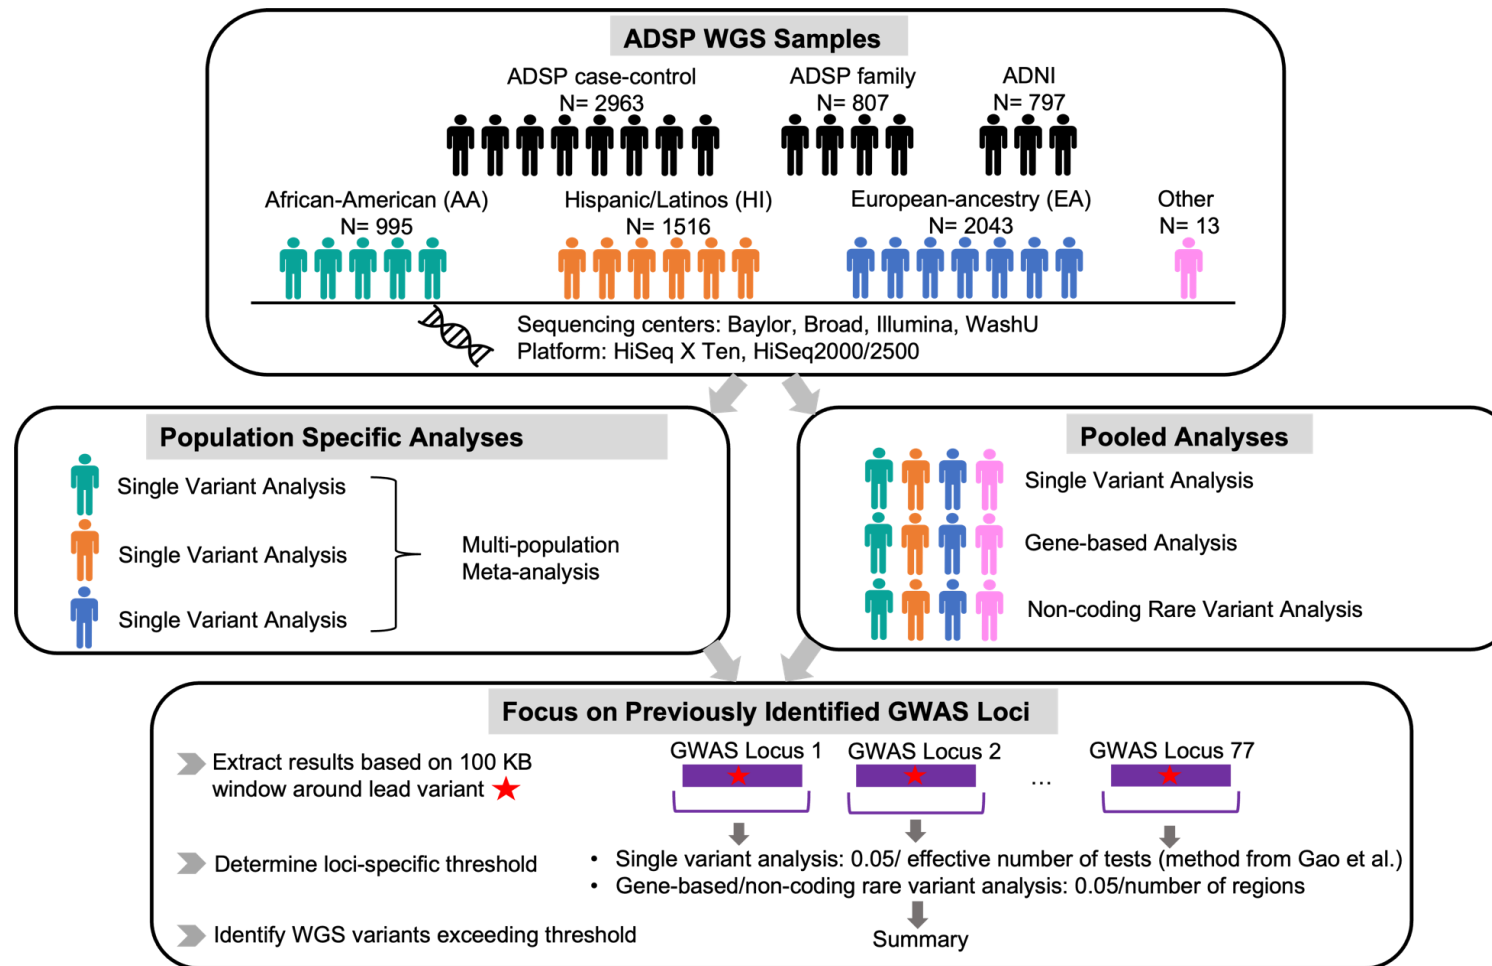 ADSP WGS Samples
ADSP case-control
N= 2963
ADSP family
N= 807
ADNI
N= 797
African-American (AA)
N= 995
Hispanic/Latinos (HI)
N= 1516
European-ancestry (EA)
N= 2043
Other
N= 13
Sequencing centers: Baylor, Broad, Illumina, WashU
Platform: HiSeq X Ten, HiSeq2000/2500
Population Specific Analyses
Single Variant Analysis
Single Variant Analysis
Single Variant Analysis
Multi-population
Meta-analysis
Pooled Analyses
Single Variant Analysis
Gene-based Analysis
Non-coding Rare Variant Analysis
Focus on Previously Identified GWAS Loci
Extract results based on 100 KB
window around lead variant
GWAS Locus 1
GWAS Locus 2
...
GWAS Locus 77
Determine loci-specific threshold
• Single variant analysis: 0.05/ effective number of tests (method from Gao et al.)
• Gene-based/non-coding rare variant analysis: 0.05/number of regions
Identify WGS variants exceeding threshold
Summary